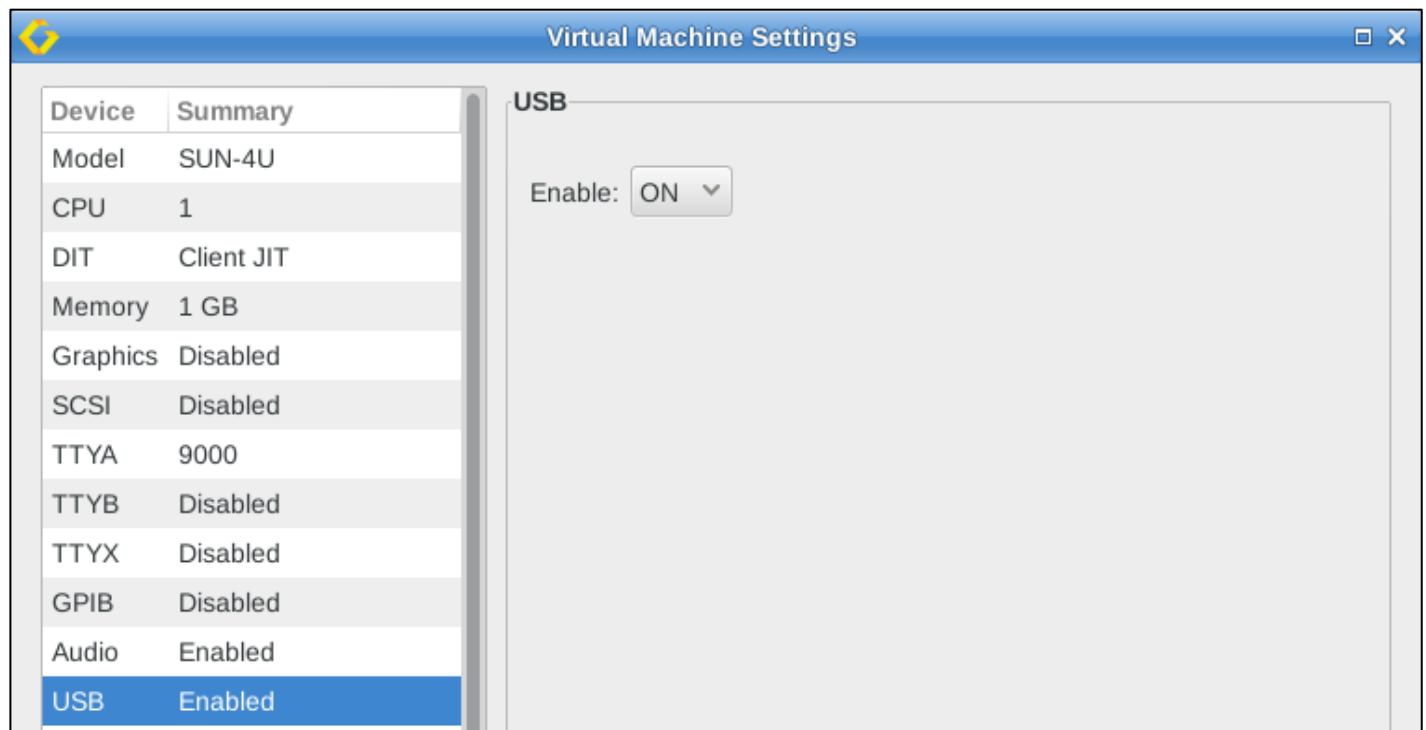 Virtual Machine Settings
Device Summary
Model SUN-4U
CPU 1
DIT Client JIT
Memory 1 GB
Graphics Disabled
SCSI Disabled
TTYA 9000
TTYB Disabled
TTYX Disabled
GPIB Disabled
Audio Enabled
USB Enabled
USB
Enable: ON